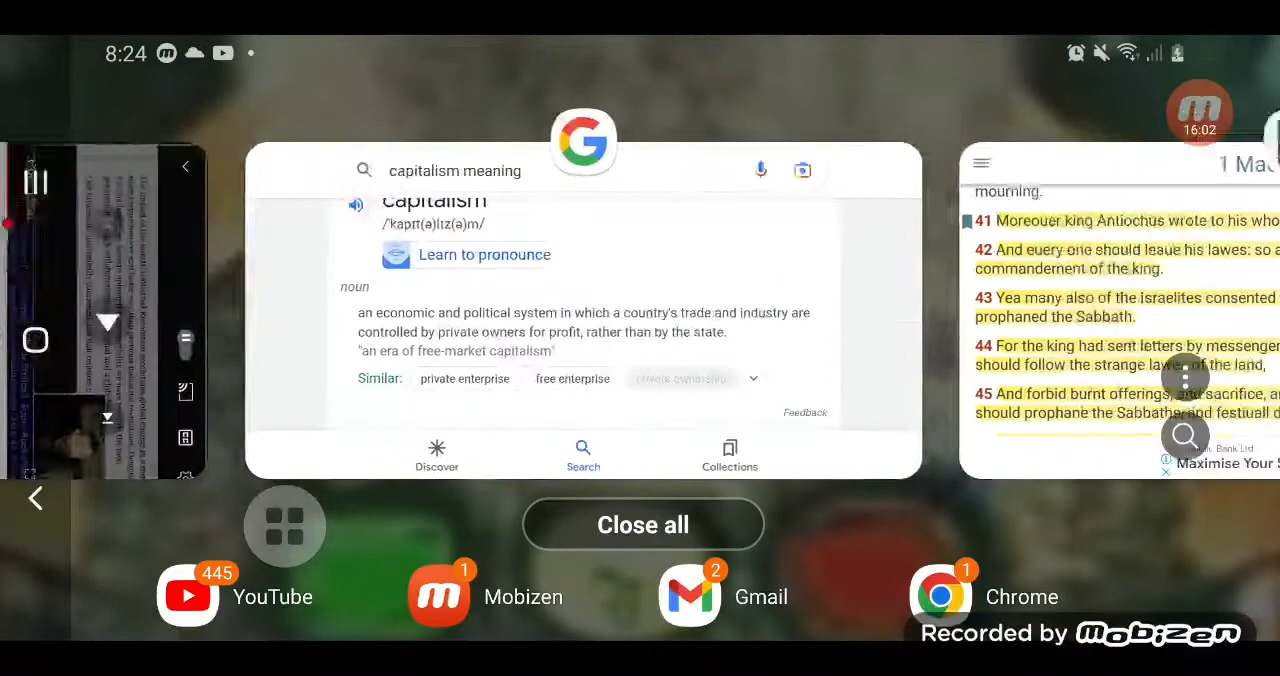 8:24
16:02
capitalism meaning
capitalism
/ˈkapɪt(ə)lɪz(ə)m/
Learn to pronounce
noun
an economic and political system in which a country's trade and industry are
controlled by private owners for profit, rather than by the state.
"an era of free-market capitalism"
Similar: private enterprise free enterprise private ownership
Feedback
Discover Search Collections
1 Mac
mourning.
41 Moreouer king Antiochus wrote to his who
42 And euery one should leaue his lawes: so a
commandement of the king.
43 Yea many also of the Israelites consented
prophaned the Sabbath.
44 For the king had sent letters by messenger
should follow the strange lawes of the land,
45 And forbid burnt offerings, and sacrifice, a
should prophane the Sabbaths, and festiuall d
Bank List
Maximise Your S
Close all
445 YouTube
1 Mobizen
2 Gmail
1 Chrome
Recorded by mobizen